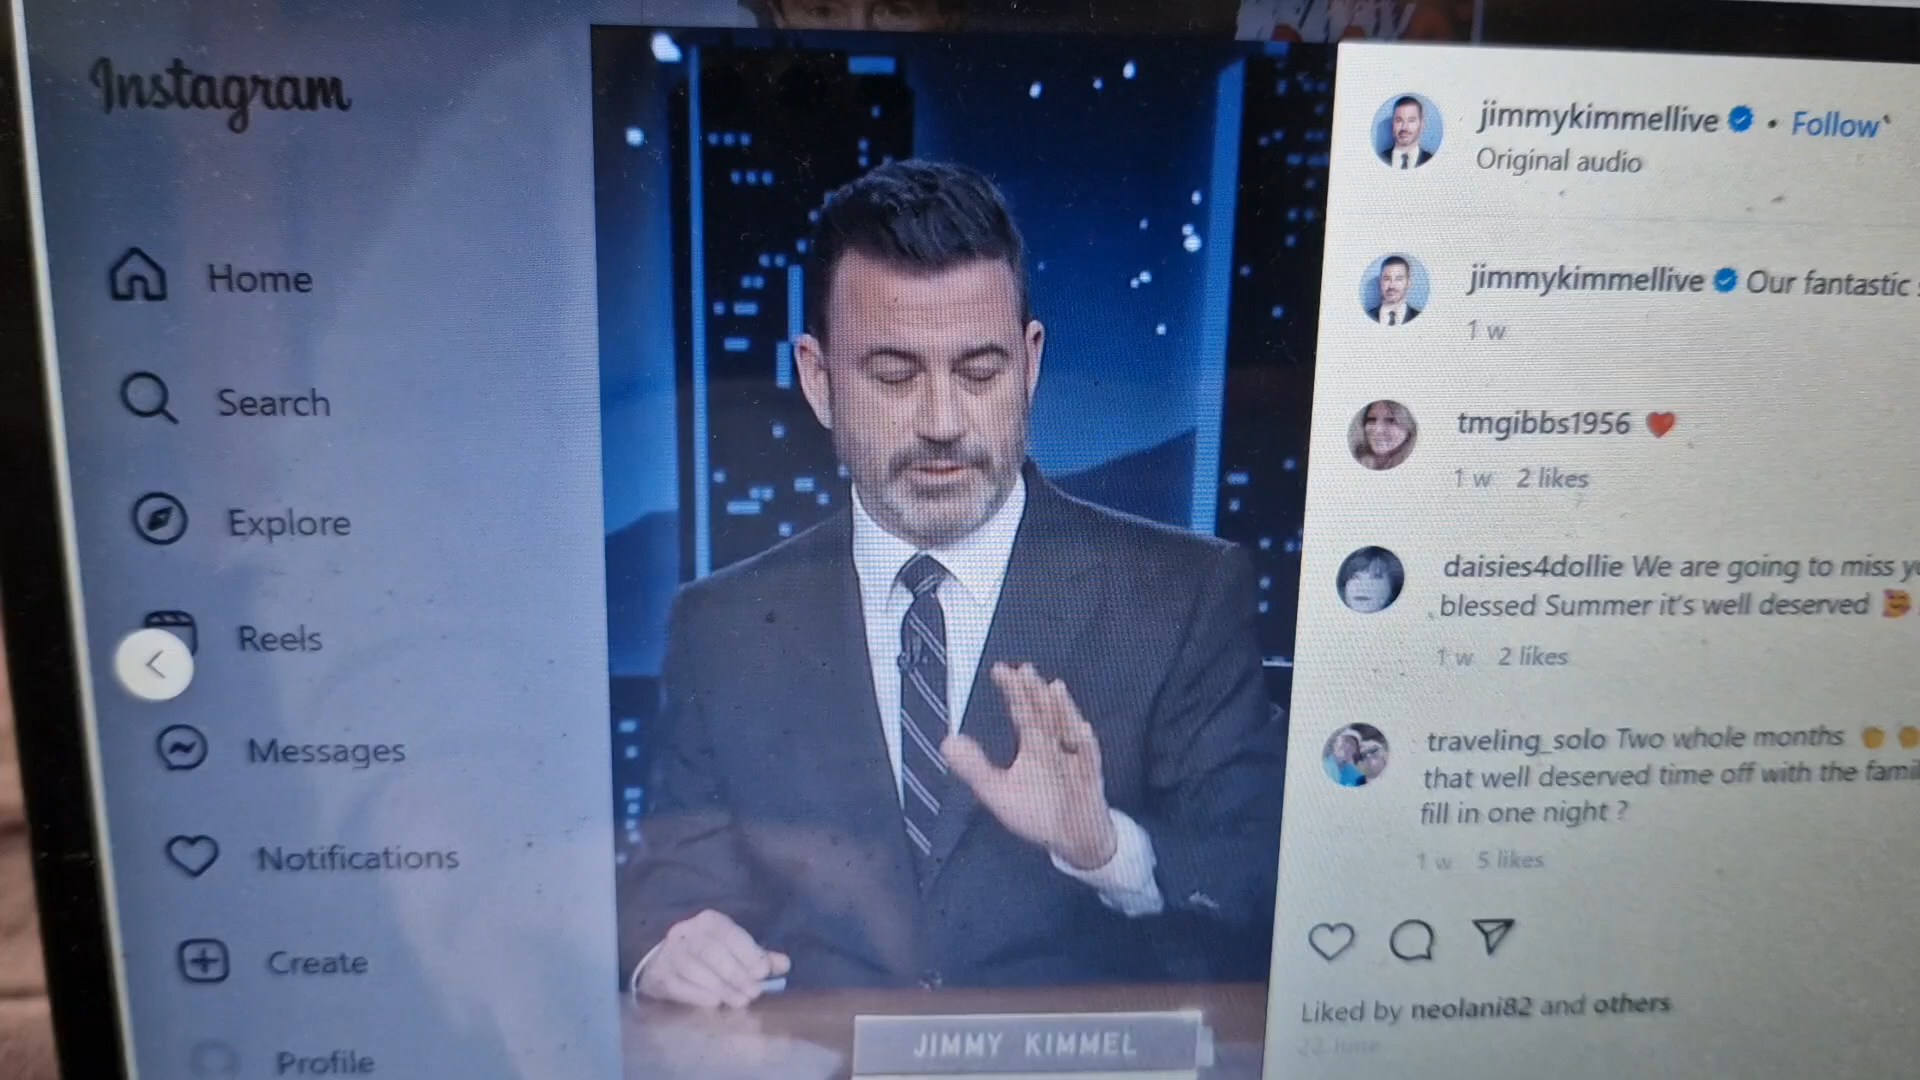 Instagram
Home
Search
Explore
Reels
Messages
Notifications
Create
Profile
JIMMY KIMMEL
jimmykimmellive • Follow
Original audio
jimmykimmellive Our fantastic
1 w
tmgibbs1956 ❤️
1 w 2 likes
daisies4dollie We are going to miss
blessed Summer it's well deserved 🥰
1 w 2 likes
traveling_solo Two whole months 👏 👏
that well deserved time off with the
fill in one night ?
1 w 5 likes
Liked by neolani82 and others